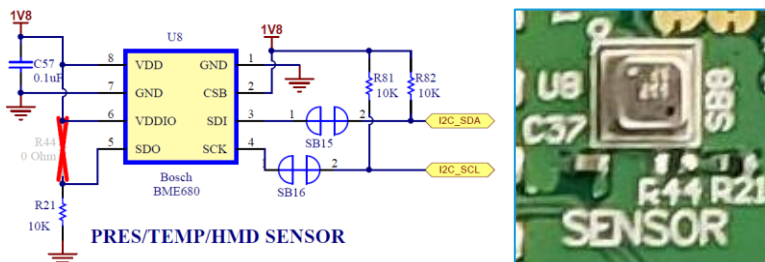 1V8
C57
0.1uF
R44
0 Ohm
R21
10K
U8
8 VDD GND 1
7 GND CSB 2
6 VDDIO SDI 3
5 SDO SCK 4
Bosch
BME680
1V8
R81
10K
R82
10K
1 2
SB15
1 2
SB16
I2C_SDA
I2C_SCL
PRES/TEMP/HMD SENSOR
U8
C37
SB8
R44 R21
SENSOR